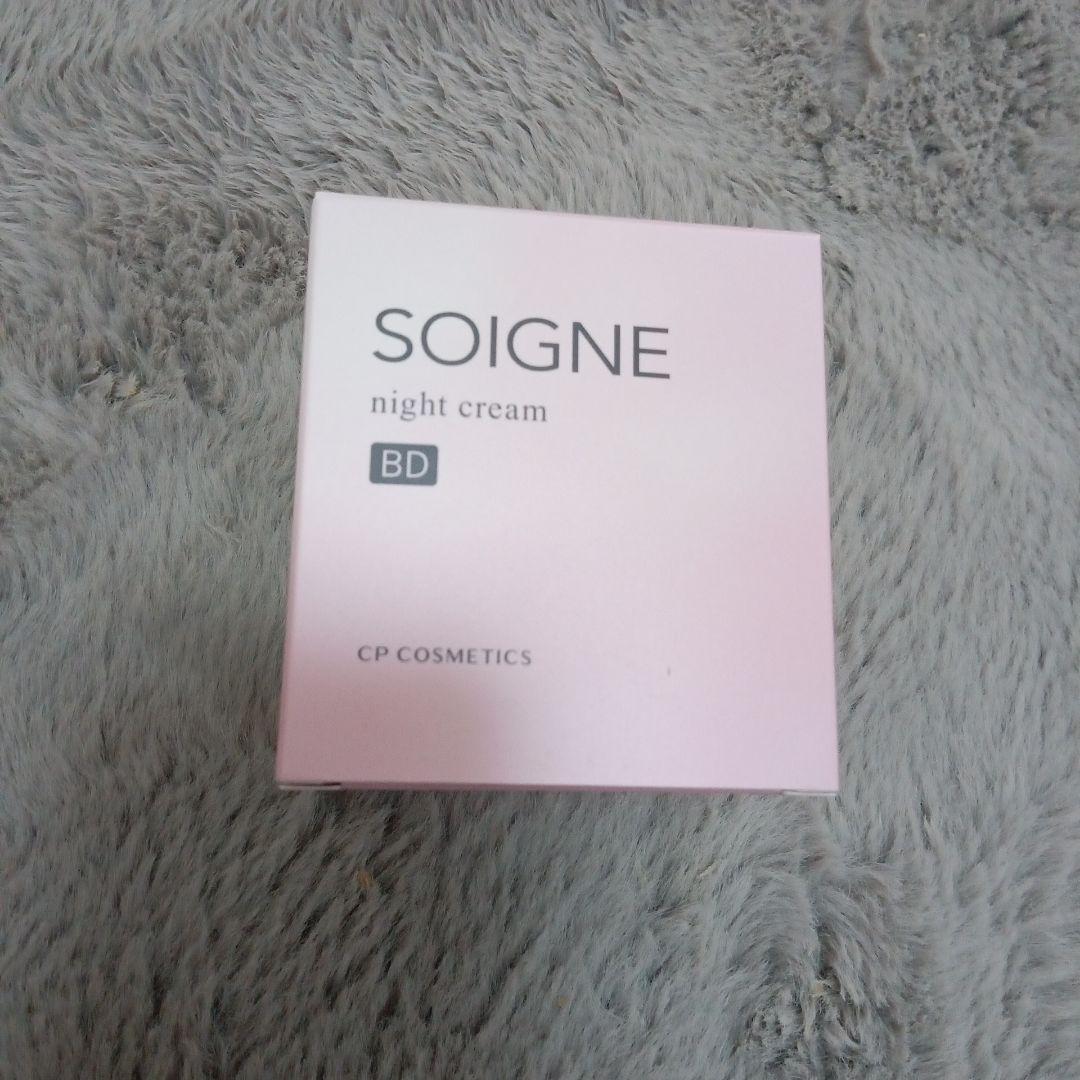 SOIGNE
night cream
BD
CP COSMETICS